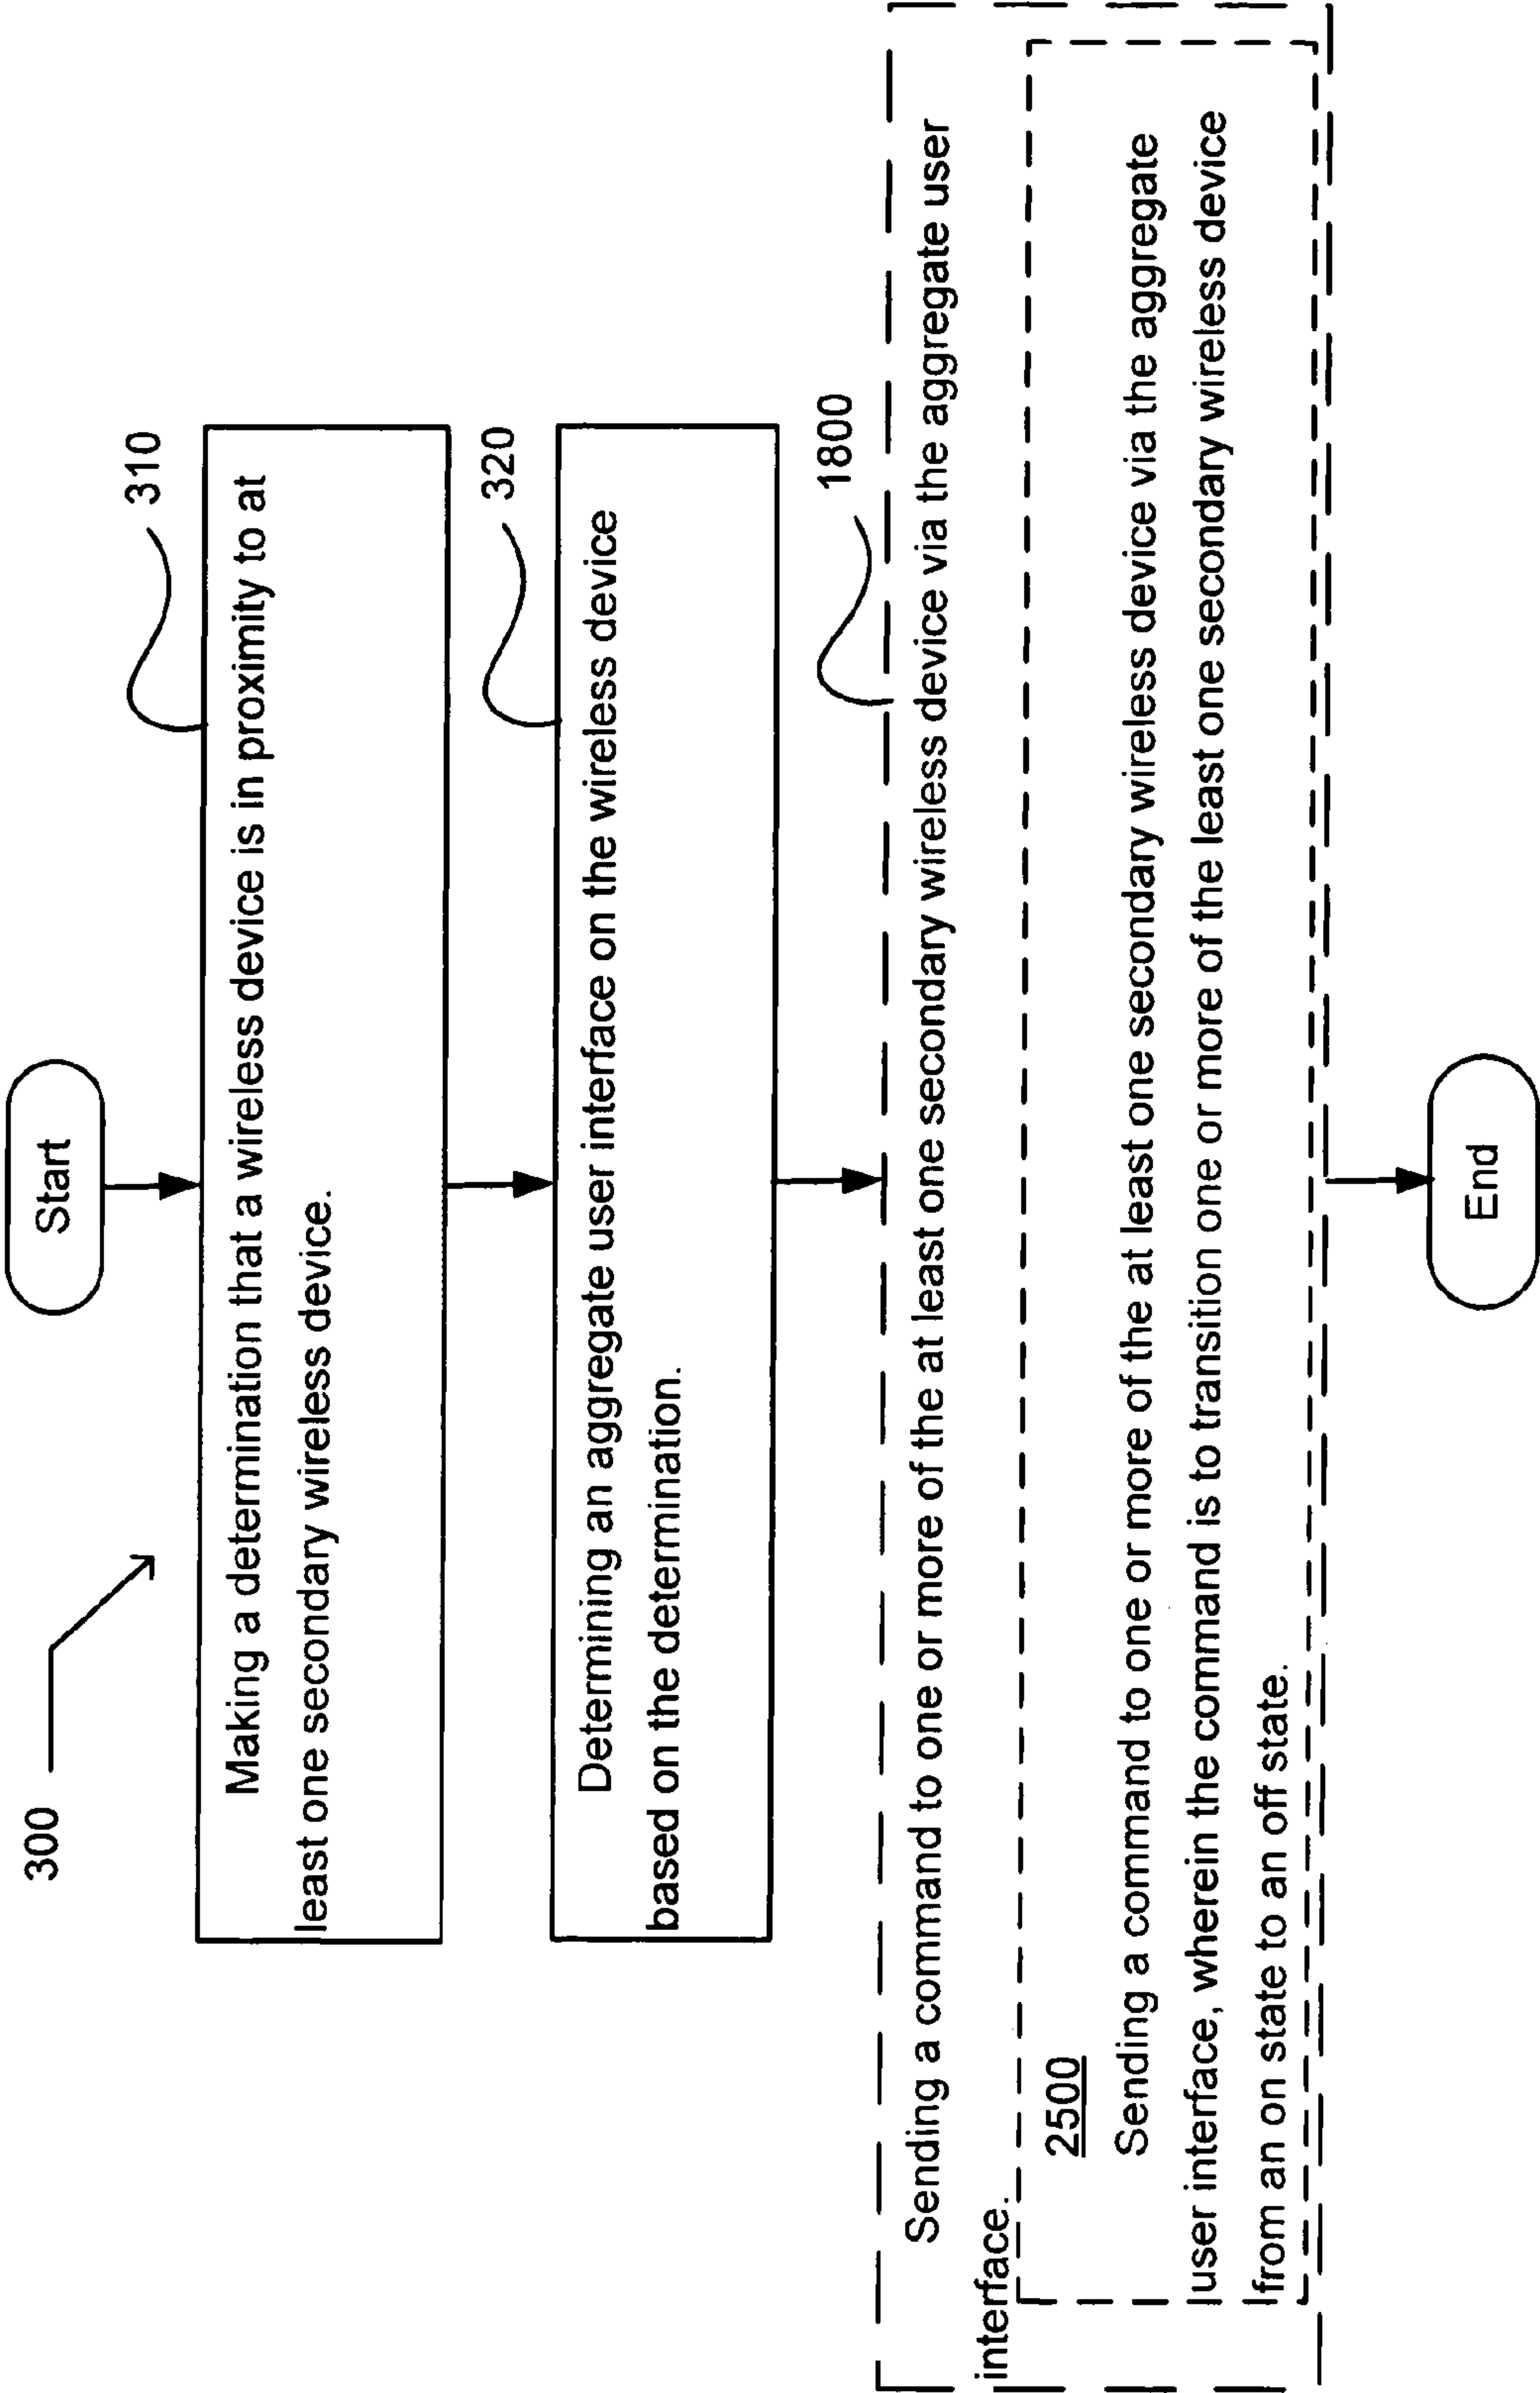 Start
300
310
Making a determination that a wireless device is in proximity to at
least one secondary wireless device.
320
Determining an aggregate user interface on the wireless device
based on the determination.
1800
Sending a command to one or more of the at least one secondary wireless device via the aggregate user
interface.
2500
Sending a command to one or more of the at least one secondary wireless device via the aggregate
user interface, wherein the command is to transition one or more of the least one secondary wireless device
from an on state to an off state.
End